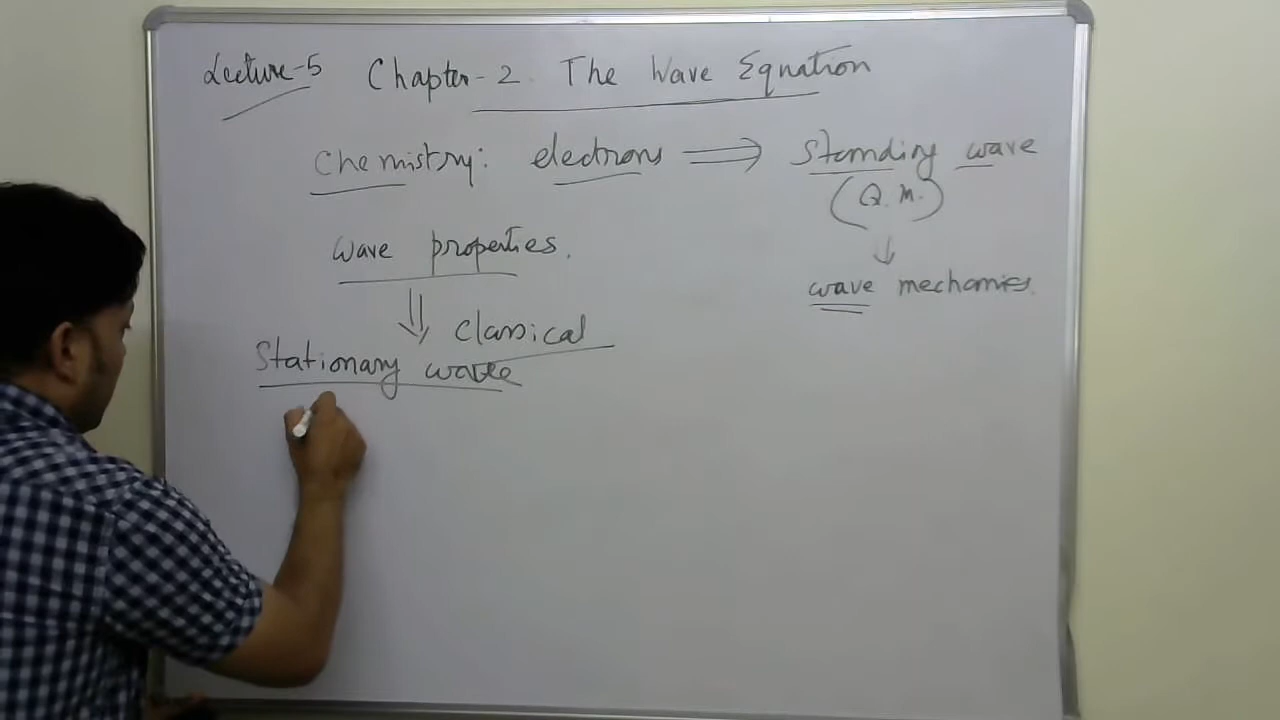 Lecture-5 Chapter-2 The Wave Equation
Chemistry: electrons ⟹ Standing wave
(Q.M.)
↓
wave properties. wave mechanics.
⇓ Classical
Stationary wave